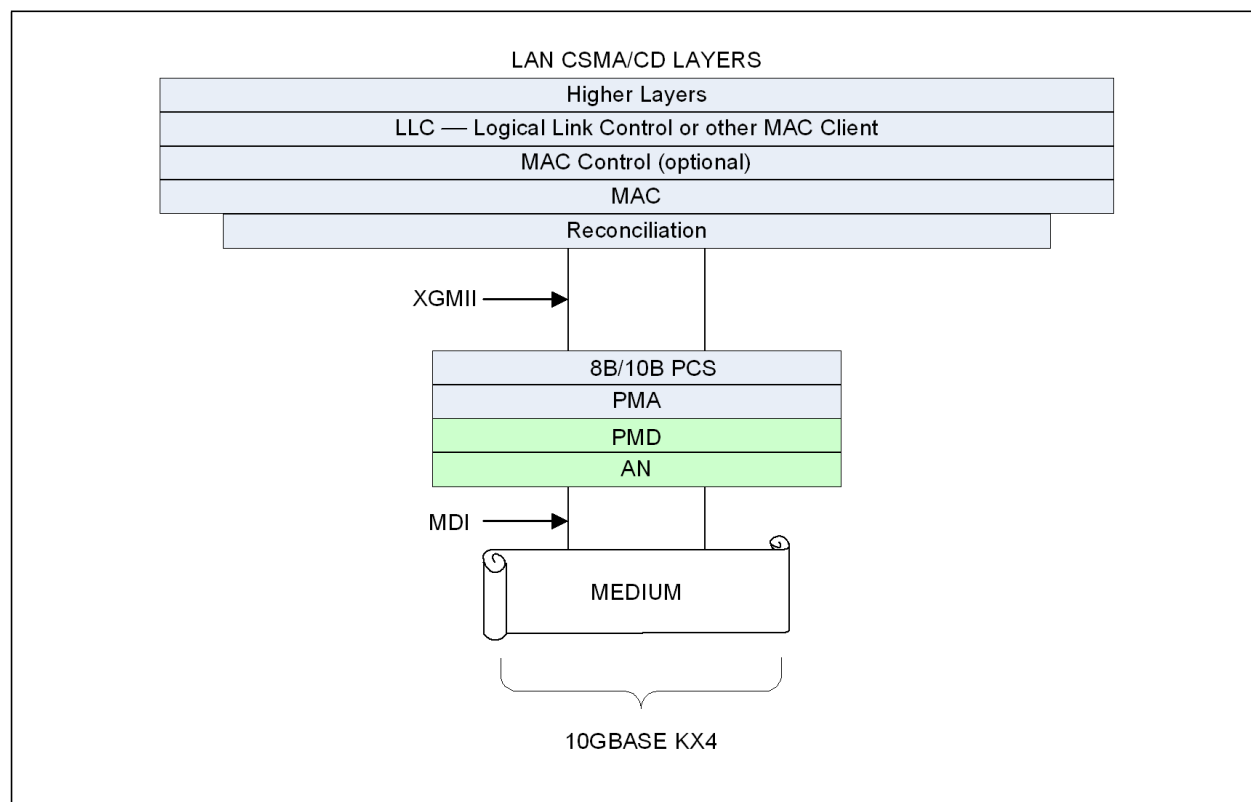 LAN CSMA/CD LAYERS
Higher Layers
LLC — Logical Link Control or other MAC Client
MAC Control (optional)
MAC
Reconciliation
XGMII
8B/10B PCS
PMA
PMD
AN
MDI
MEDIUM
10GBASE KX4